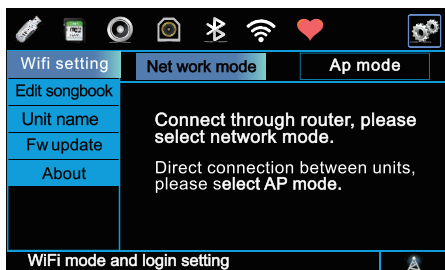 Wifi setting
Net work mode
Ap mode
Edit songbook
Unit name
Fw update
About
Connect through router, please
select network mode.
Direct connection between units,
please select AP mode.
WiFi mode and login setting